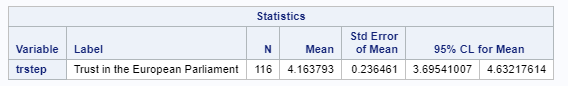 Statistics
Variable Label N Mean Std Error of Mean 95% CL for Mean
trstep Trust in the European Parliament 116 4.163793 0.236461 3.69541007 4.63217614